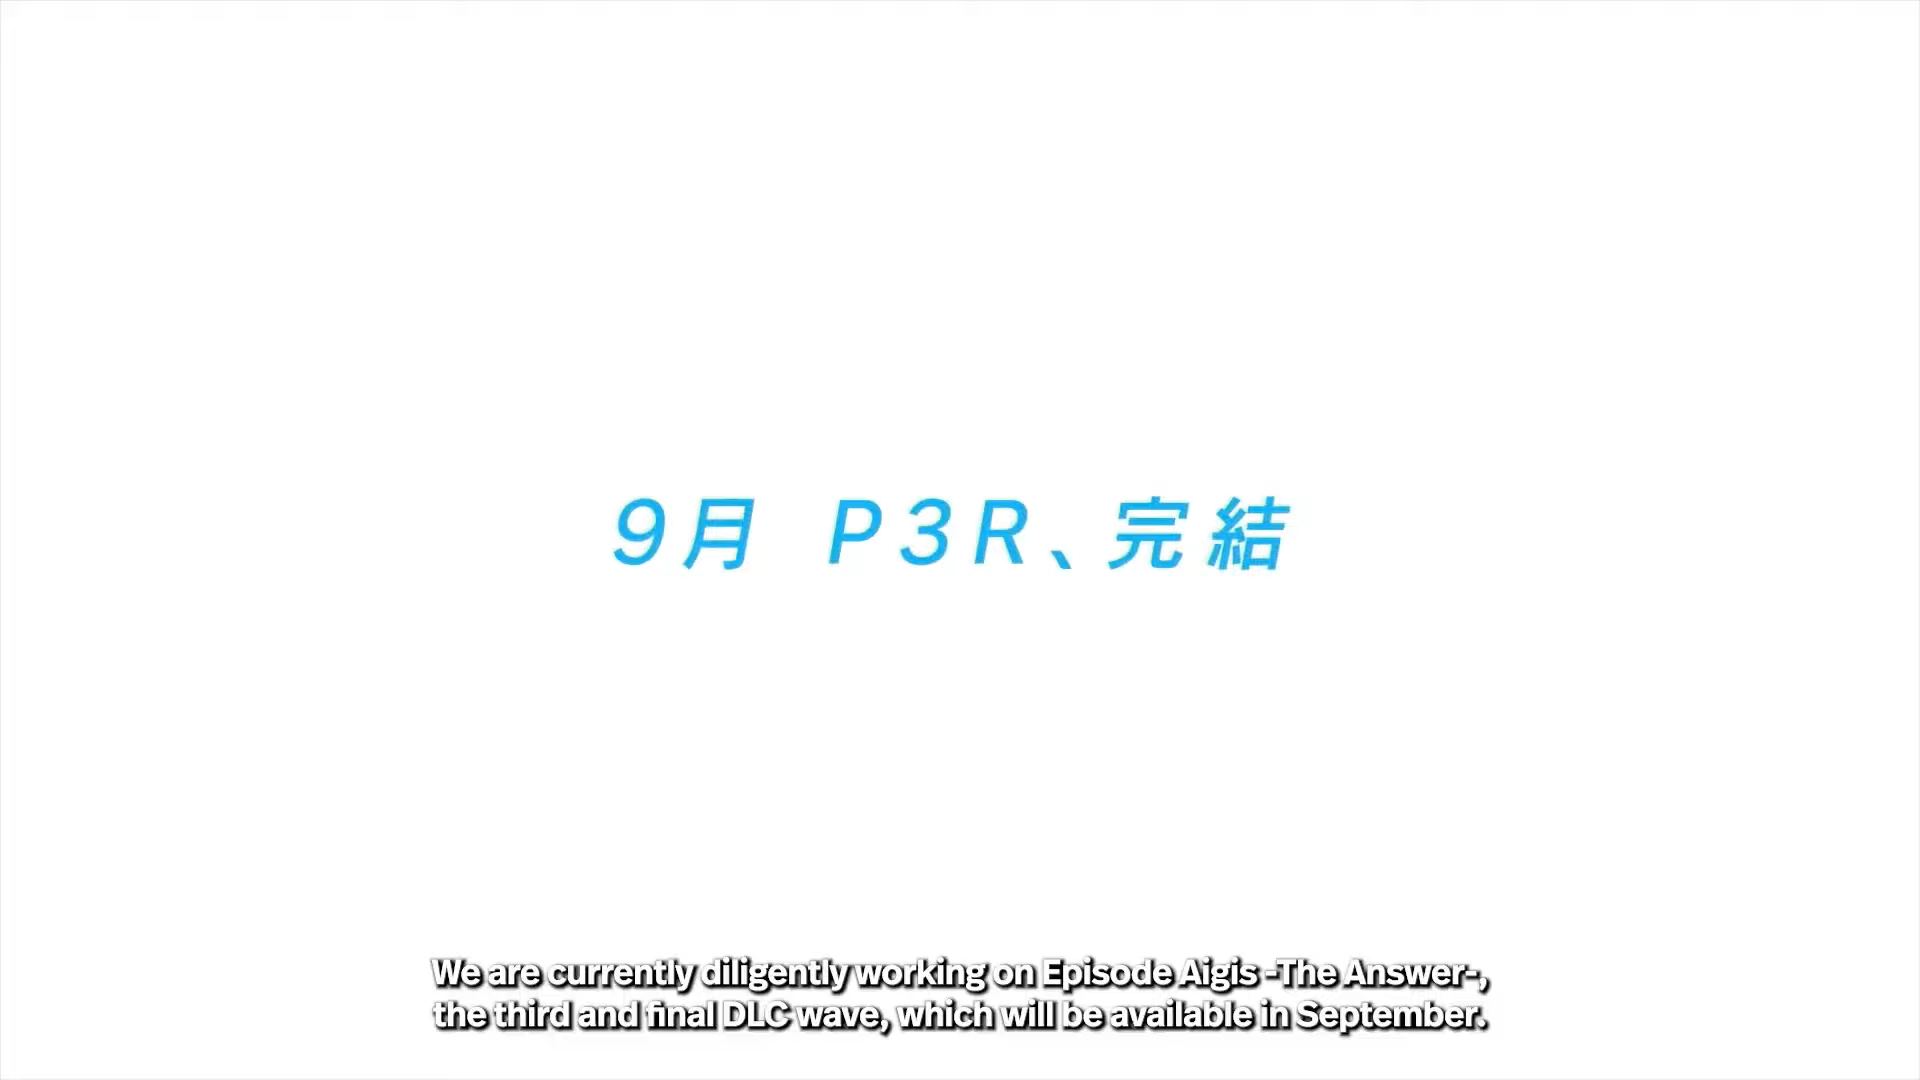 9月 P3R、完結
We are currently diligently working on Episode Aigis -The Answer-,
the third and final DLC wave, which will be available in September.